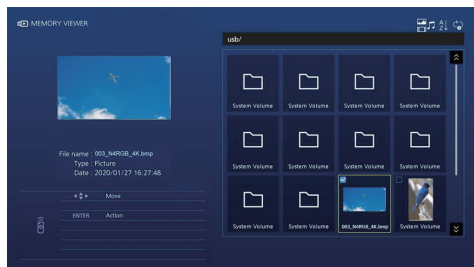 MEMORY VIEWER
usb/
System Volume
System Volume
System Volume
System Volume
System Volume
System Volume
System Volume
System Volume
System Volume
System Volume
003_N4RGB_4K.bmp
System Volume
File name : 003_N4RGB_4K.bmp
Type : Picture
Date : 2020/01/27 16:27:48
Move
ENTER Action